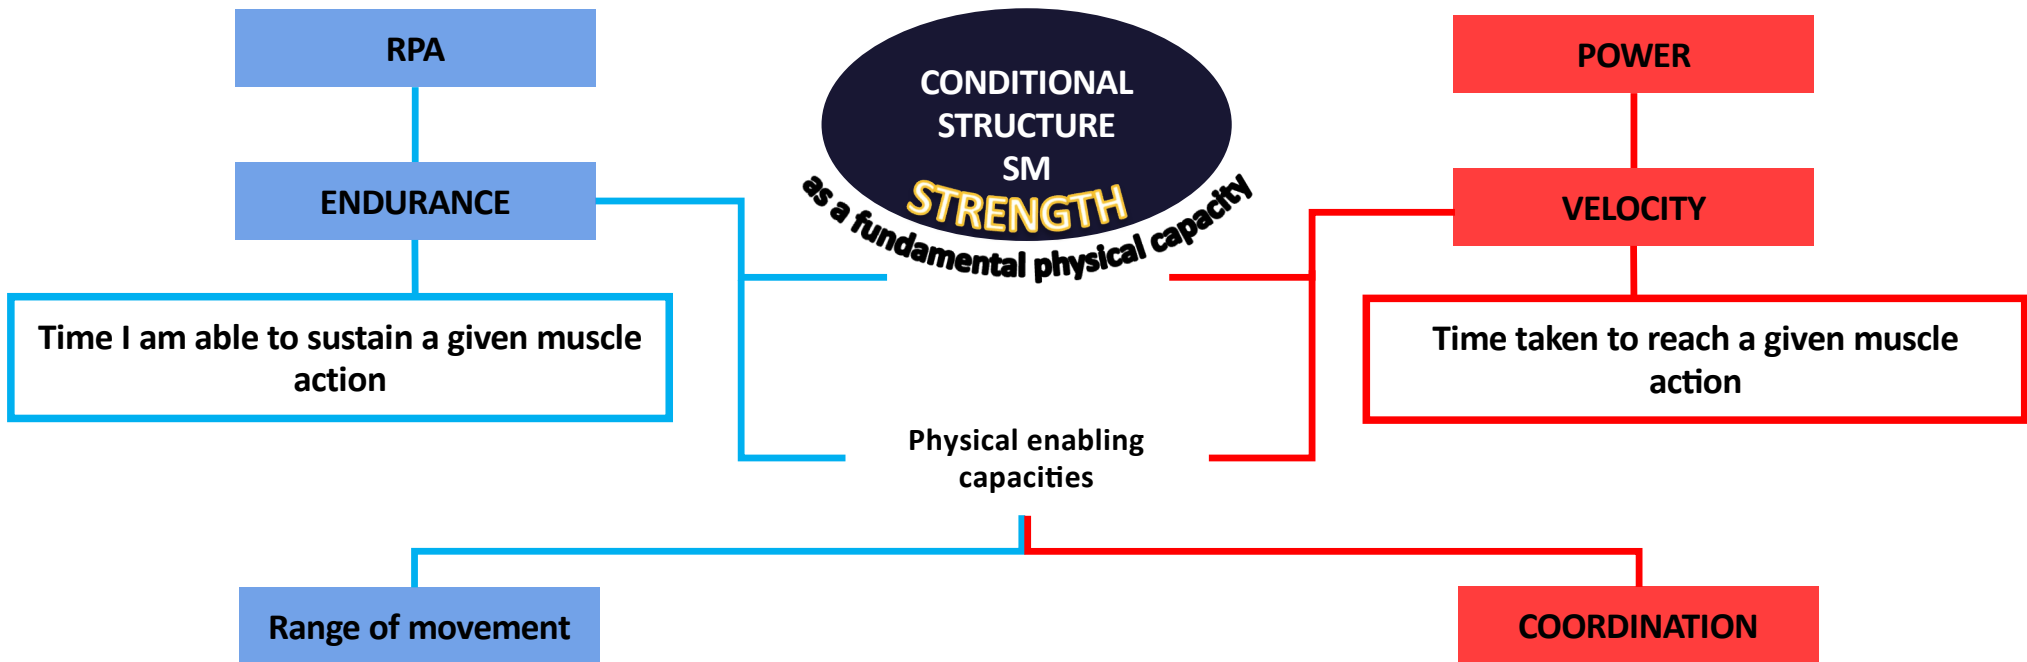 RPA
CONDITIONAL
STRUCTURE
SM
STRENGTH
as a fundamental physical capacity
POWER
ENDURANCE
VELOCITY
Time I am able to sustain a given muscle
action
Time taken to reach a given muscle
action
Physical enabling
capacities
Range of movement
COORDINATION